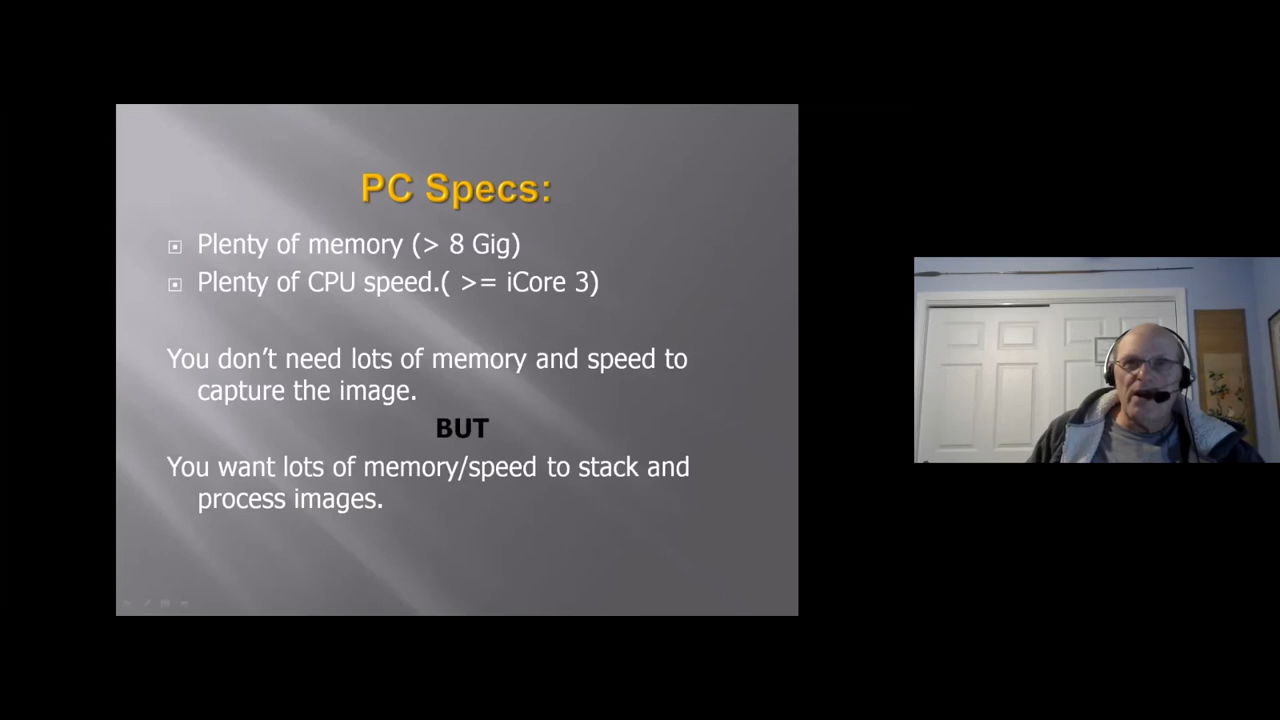 PC Specs:
Plenty of memory (> 8 Gig)
Plenty of CPU speed.( >= iCore 3)
You don’t need lots of memory and speed to
capture the image.
BUT
You want lots of memory/speed to stack and
process images.